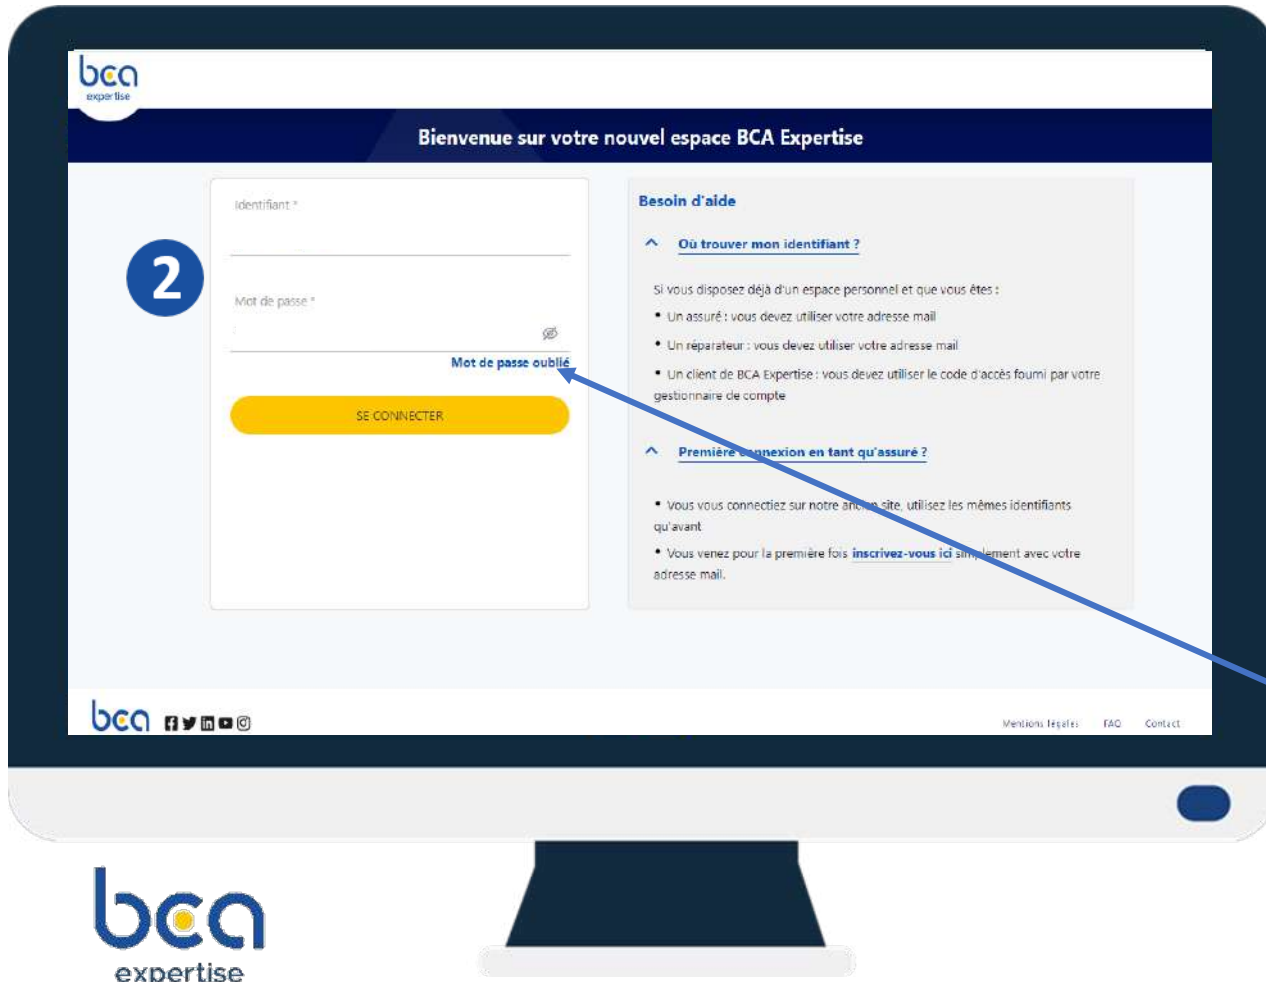 bca
expertise
Bienvenue sur votre nouvel espace BCA Expertise
Identifiant *
2
Mot de passe *
Mot de passe oublié
SE CONNECTER
Besoin d'aide
Où trouver mon identifiant ?
Si vous disposez déjà d'un espace personnel et que vous êtes :
• Un assuré : vous devez utiliser votre adresse mail
• Un réparateur : vous devez utiliser votre adresse mail
• Un client de BCA Expertise : vous devez utiliser le code d'accès fourni par votre
gestionnaire de compte
Première connexion en tant qu'assuré ?
• Vous vous connectiez sur notre ancien site, utilisez les mêmes identifiants
qu'avant
• Vous venez pour la première fois inscrivez-vous ici simplement avec votre
adresse mail.
bca
Mentions légales FAQ Contact
bca
expertise